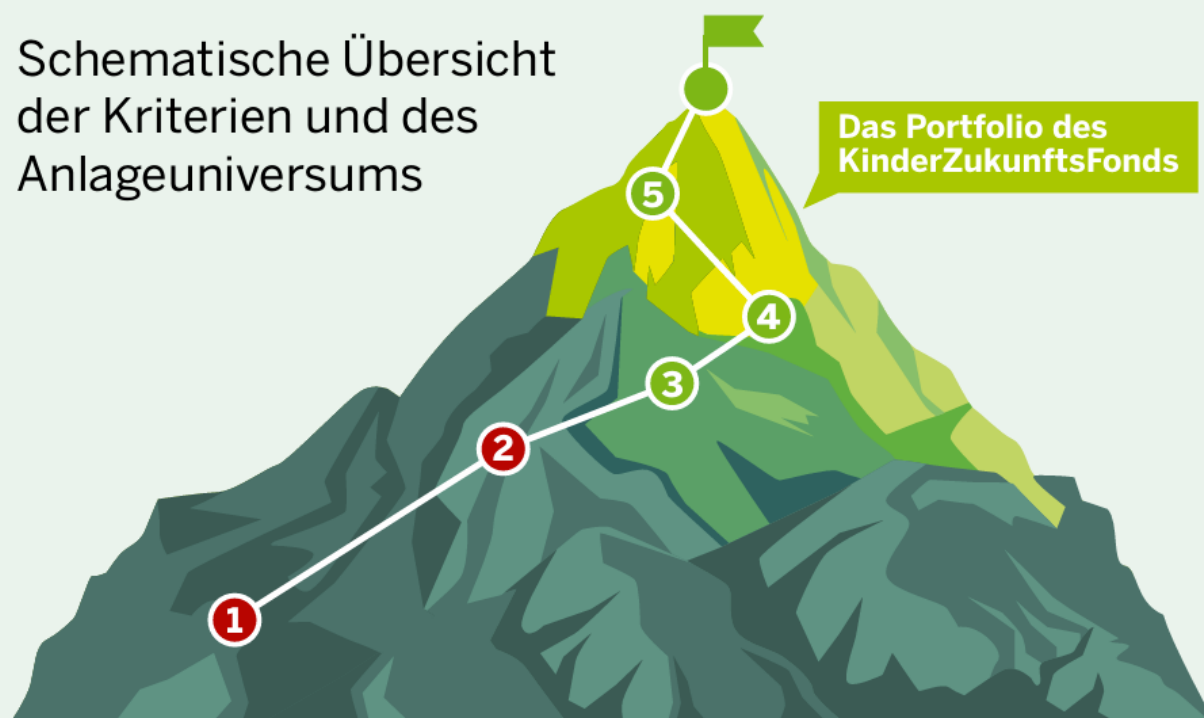 Schematische Übersicht
der Kriterien und des
Anlageuniversums
Das Portfolio des
KinderZukunftsFonds
5
4
3
2
1